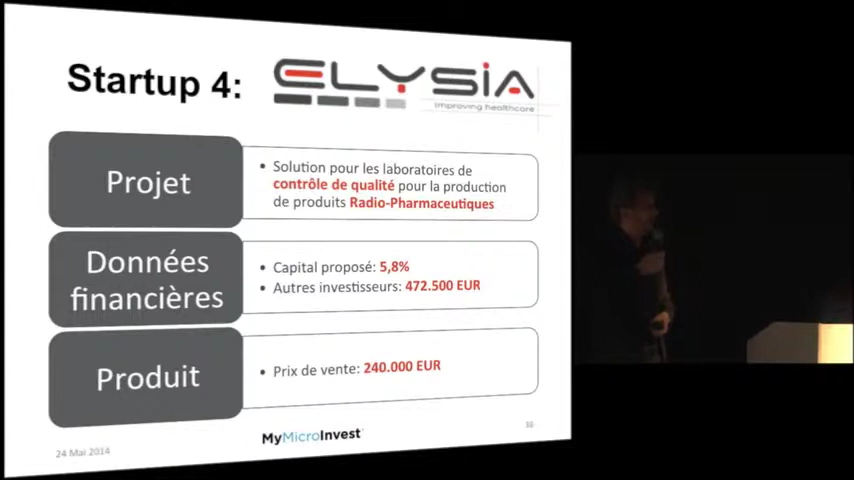 Startup 4:
ELYSiA
Improving healthcare
Projet
• Solution pour les laboratoires de
contrôle de qualité pour la production
de produits Radio-Pharmaceutiques
Données
financières
• Capital proposé: 5,8%
• Autres investisseurs: 472.500 EUR
Produit
• Prix de vente: 240.000 EUR
24 Mai 2014
MyMicroInvest